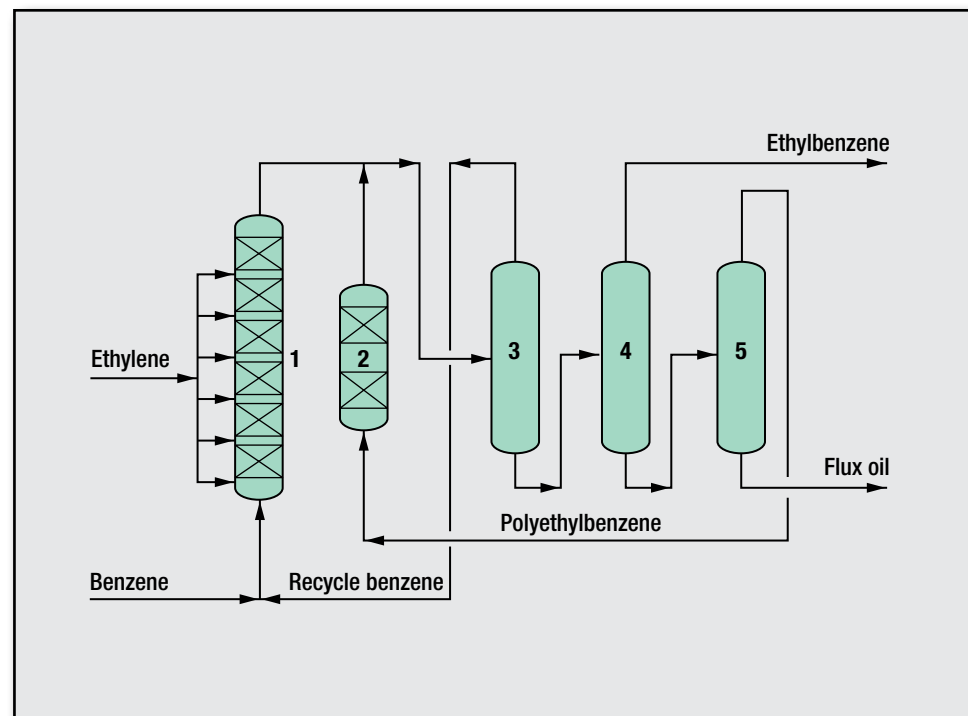 Ethylbenzene
Ethylene
1
2
3
4
5
Flux oil
Polyethylbenzene
Benzene
Recycle benzene